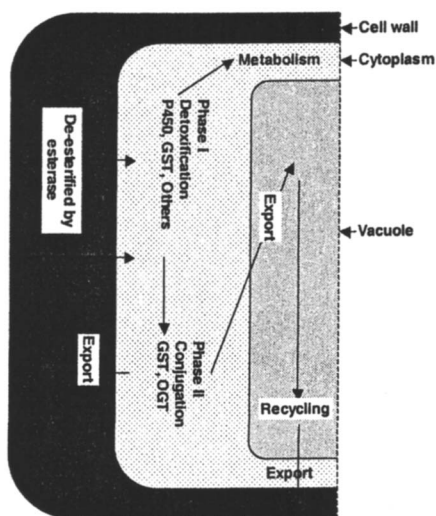 Cell wall
Cytoplasm
Vacuole
Metabolism
Phase I
Detoxification
P450, GST, Others
De-esterified by
esterase
Export
Phase II
Conjugation
GST, OGT
Export
Recycling
Export